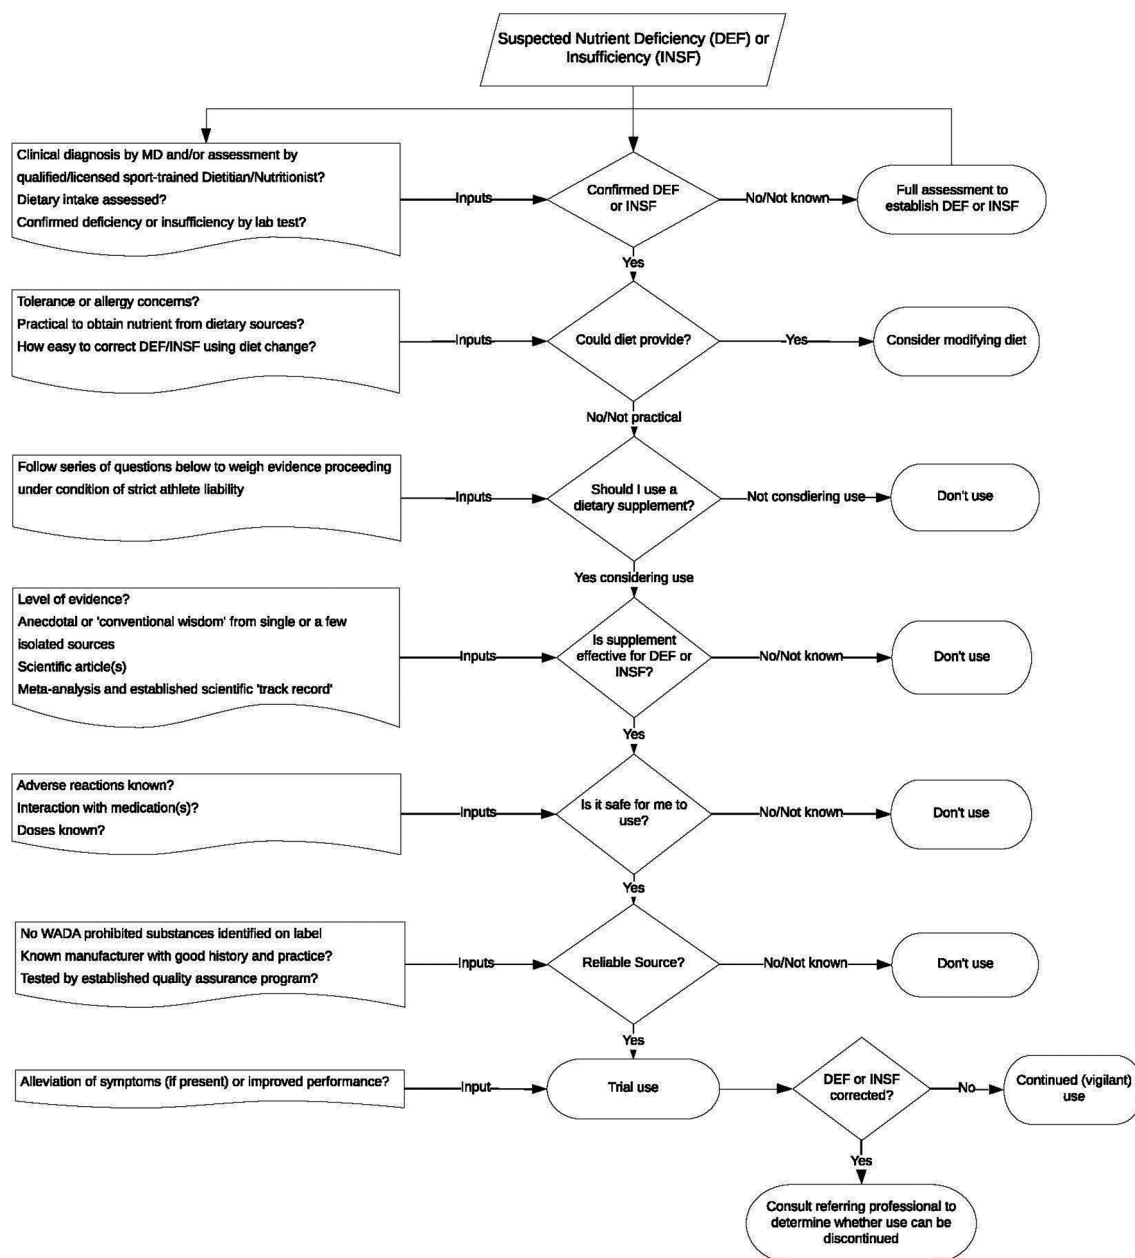 Suspected Nutrient Deficiency (DEF) or
Insufficiency (INSF)
Clinical diagnosis by MD and/or assessment by
qualified/licensed sport-trained Dietitian/Nutritionist?
Dietary intake assessed?
Confirmed deficiency or insufficiency by lab test?
Inputs
Confirmed DEF
or INSF
No/Not known
Full assessment to
establish DEF or INSF
Yes
Tolerance or allergy concerns?
Practical to obtain nutrient from dietary sources?
How easy to correct DEF/INSF using diet change?
Inputs
Could diet provide?
Yes
Consider modifying diet
No/Not practical
Follow series of questions below to weigh evidence proceeding
under condition of strict athlete liability
Inputs
Should I use a
dietary supplement?
Not consdiering use
Don't use
Yes considering use
Level of evidence?
Anecdotal or 'conventional wisdom' from single or a few
isolated sources
Scientific article(s)
Meta-analysis and established scientific 'track record'
Inputs
Is supplement
effective for DEF or
INSF?
No/Not known
Don't use
Yes
Adverse reactions known?
Interaction with medication(s)?
Doses known?
Inputs
Is it safe for me to
use?
No/Not known
Don't use
Yes
No WADA prohibited substances identified on label
Known manufacturer with good history and practice?
Tested by established quality assurance program?
Inputs
Reliable Source?
No/Not known
Don't use
Yes
Alleviation of symptoms (if present) or improved performance?
Input
Trial use
DEF or INSF
corrected?
No
Continued (vigilant)
use
Yes
Consult referring professional to
determine whether use can be
discontinued